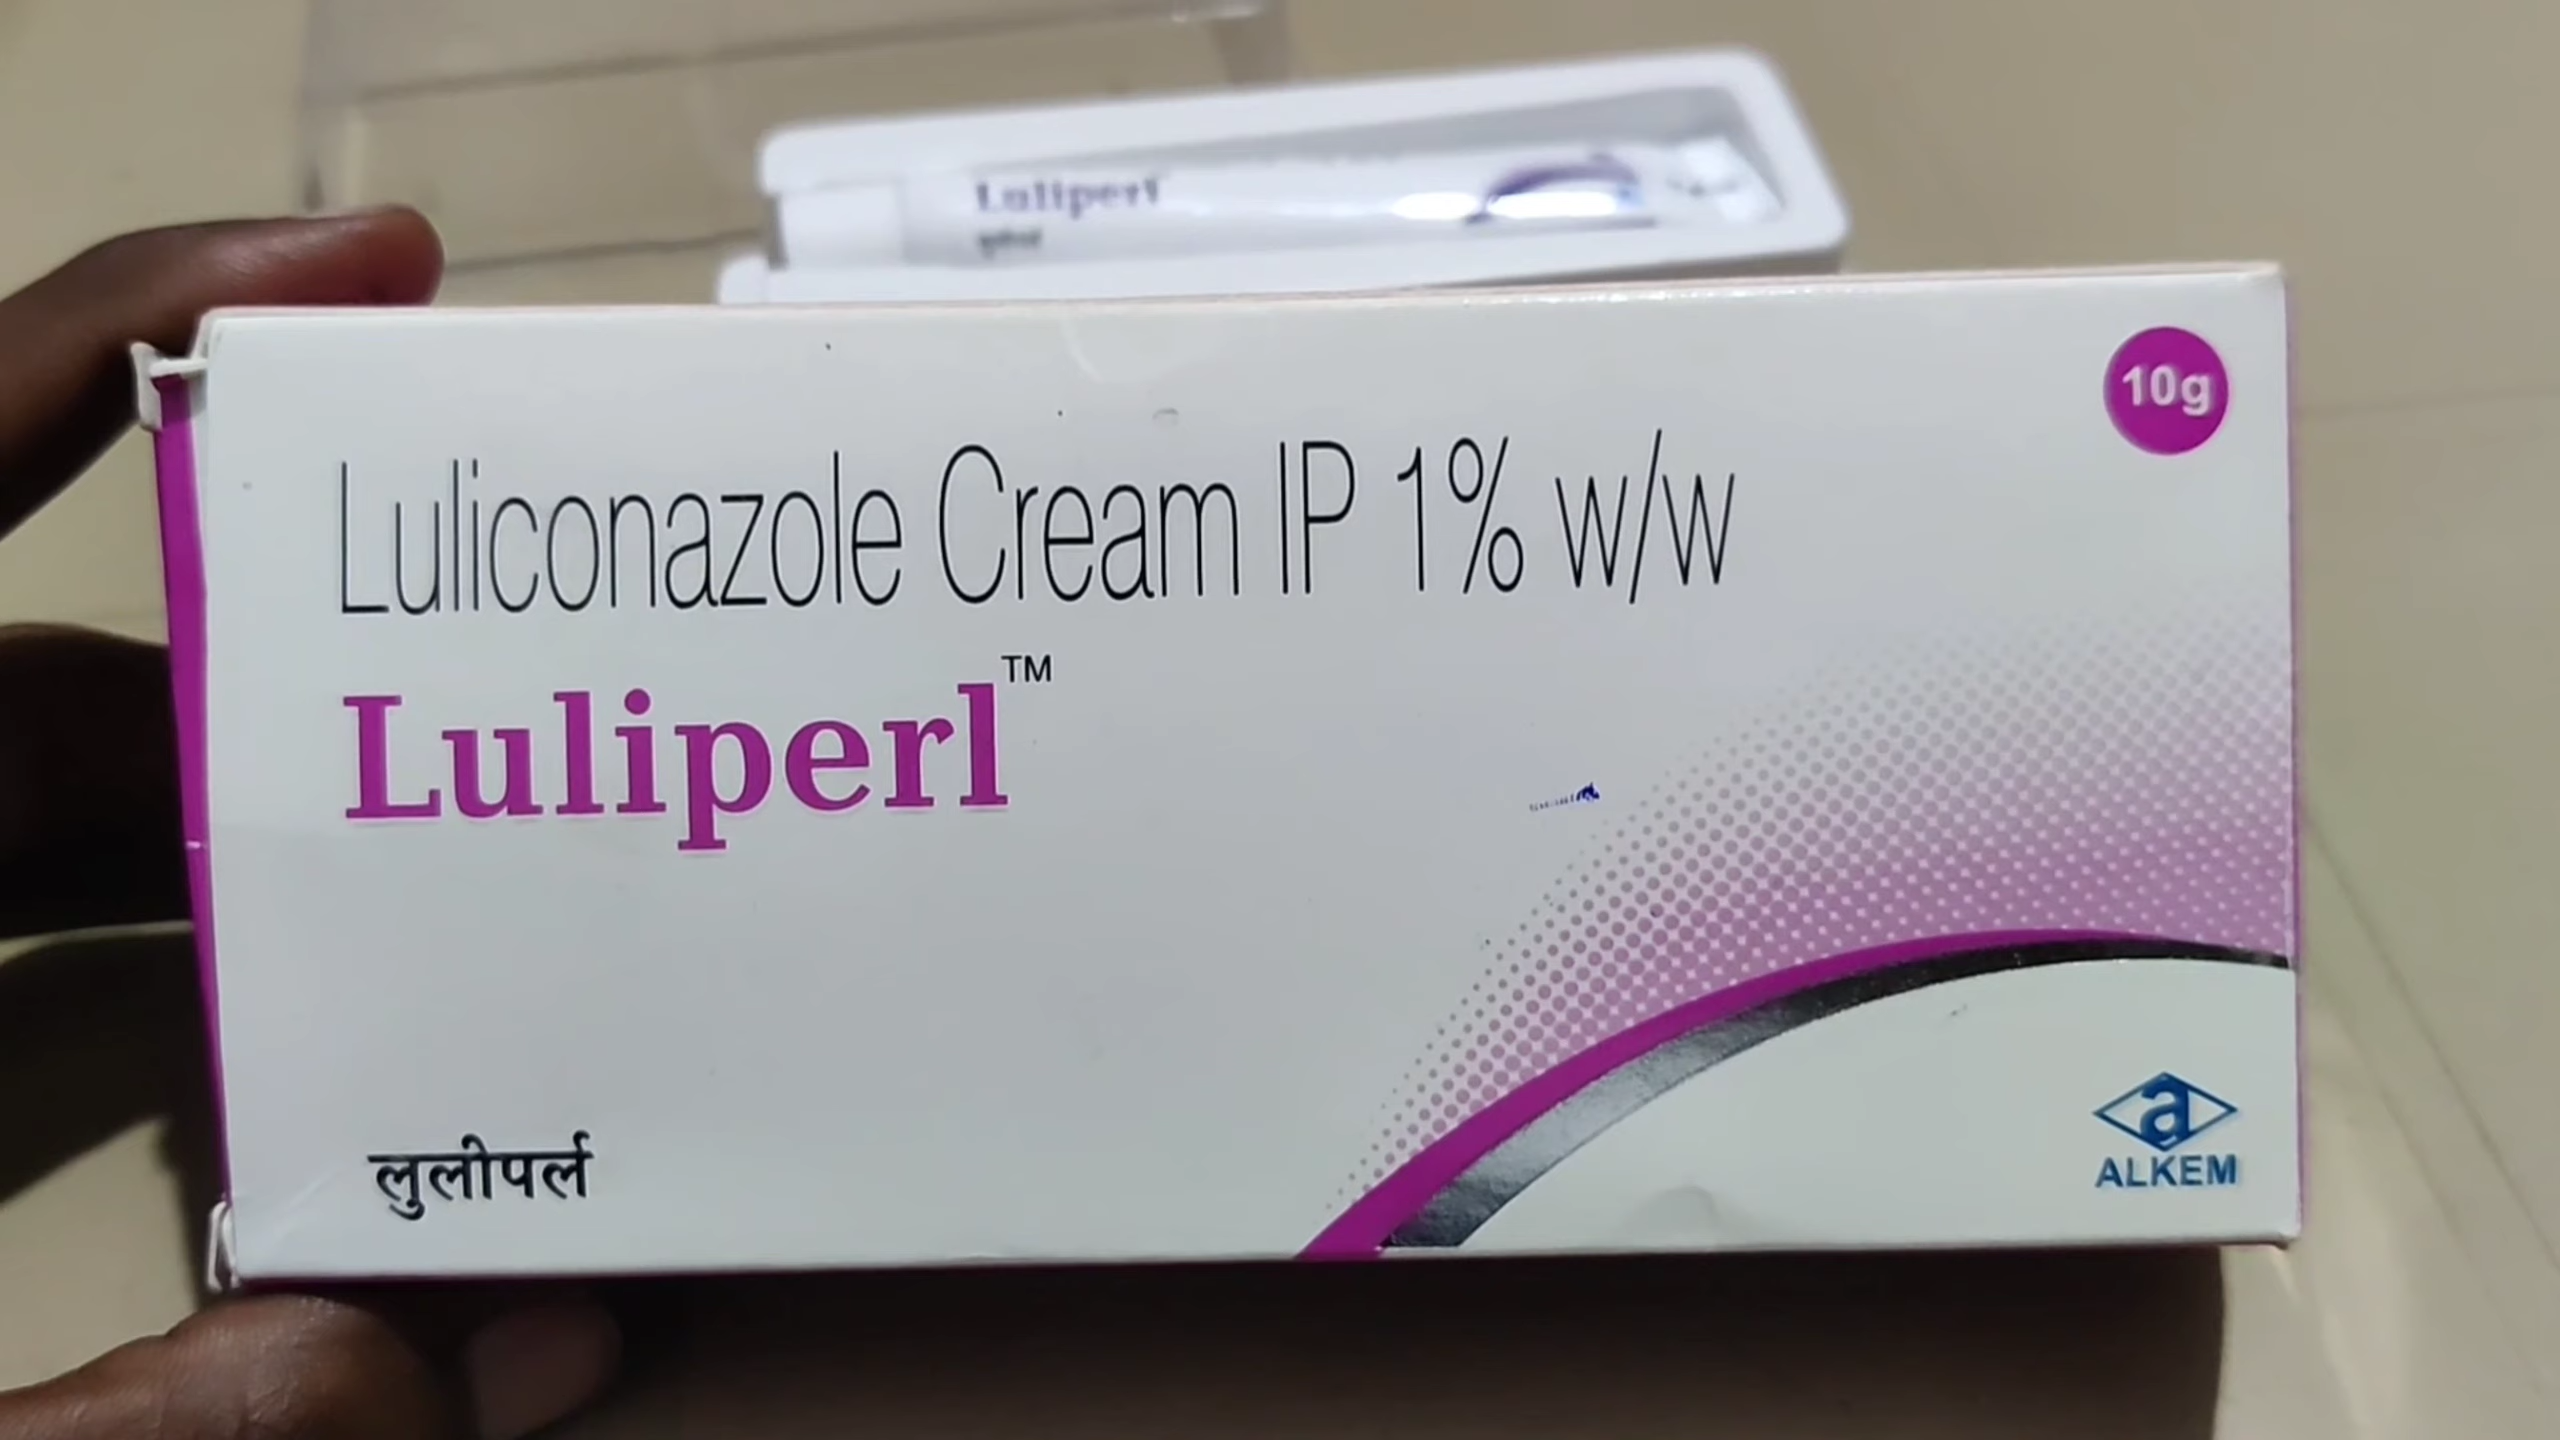 Luliperl
10g
Luliconazole Cream IP 1% w/w
Luliperl™
लुलीपर्ल
a
ALKEM